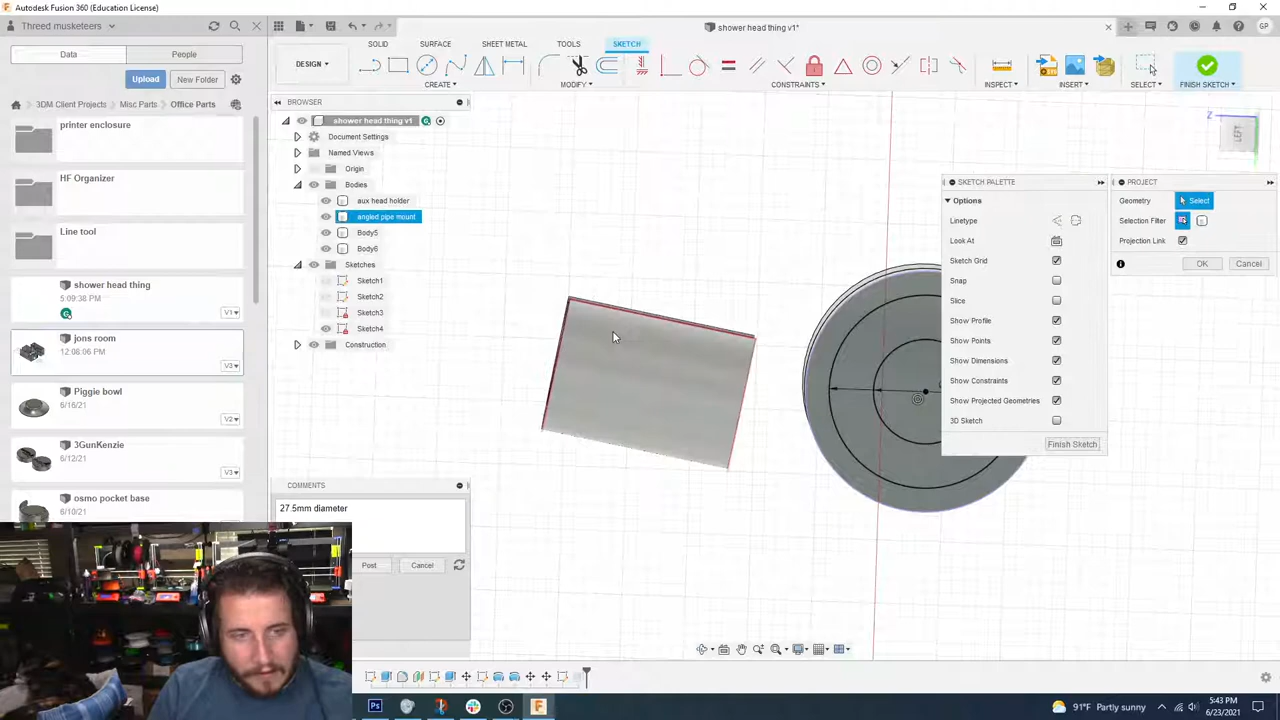 Autodesk Fusion 360 (Education License)
Threed musketeers
shower head thing v1*
GP
Data
People
Upload
New Folder
3DM Client Projects
Misc Parts
Office Parts
printer enclosure
HF Organizer
Line tool
shower head thing
5:09:38 PM
V1
jons room
12:08:06 PM
V3
Piggie bowl
6/16/21
V2
3GunKenzie
6/12/21
V3
osmo pocket base
6/10/21
DESIGN
SOLID
SURFACE
SHEET METAL
TOOLS
SKETCH
CREATE
MODIFY
CONSTRAINTS
INSPECT
INSERT
SELECT
FINISH SKETCH
BROWSER
shower head thing v1
Document Settings
Named Views
Origin
Bodies
aux head holder
angled pipe mount
Body5
Body6
Sketches
Sketch1
Sketch2
Sketch3
Sketch4
Construction
COMMENTS
27.5mm diameter
Post
Cancel
Z
SKETCH PALETTE
Options
Linetype
Look At
Sketch Grid
Snap
Slice
Show Profile
Show Points
Show Dimensions
Show Constraints
Show Projected Geometries
3D Sketch
Finish Sketch
PROJECT
Geometry
Select
Selection Filter
Projection Link
OK
Cancel
91°F Partly sunny
5:43 PM
6/23/2021